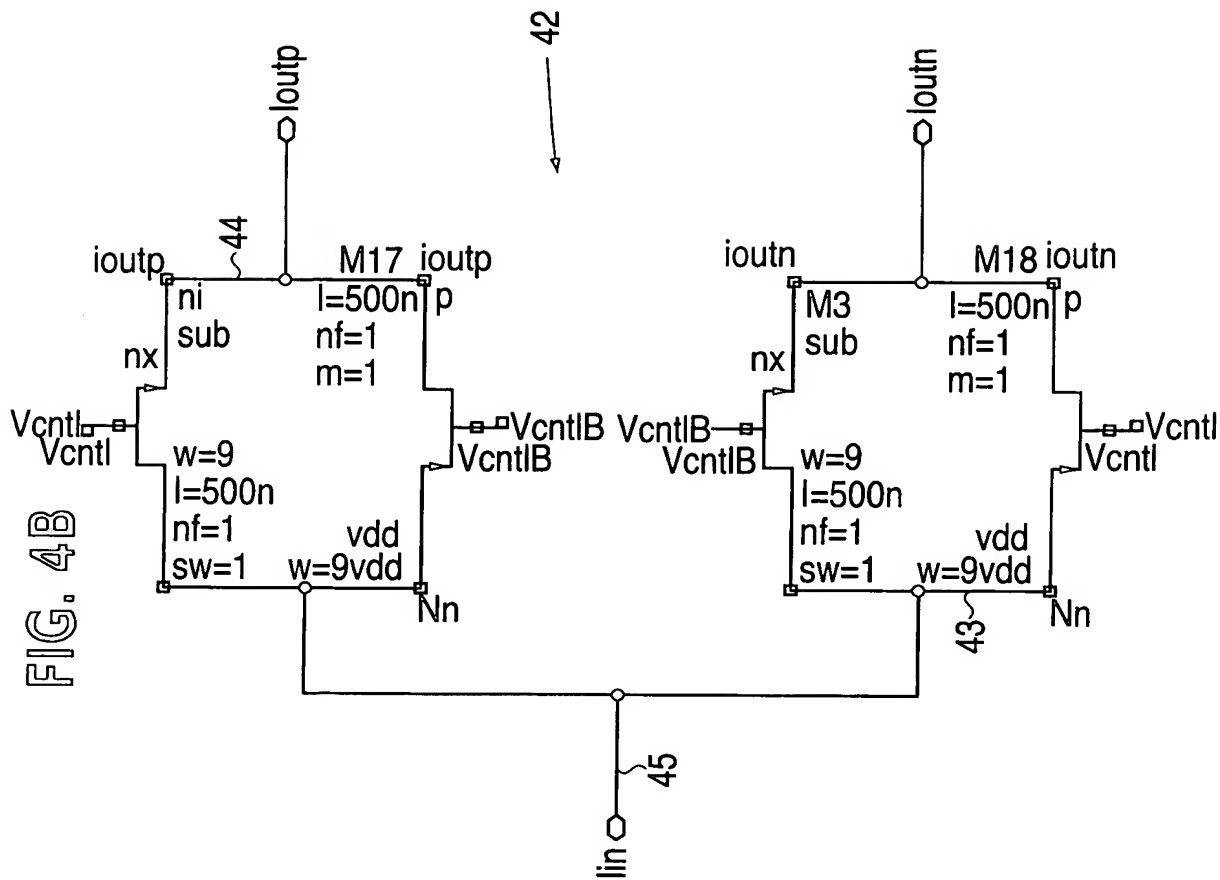 FIG. 4B
42
Ioutp
ioutp
44
M17
ioutp
ni
l=500n
p
sub
nf=1
nx
m=1
Vcntl
Vcntl
VcntlB
w=9
VcntlB
l=500n
nf=1
vdd
sw=1
w=9vdd
Nn
Ioutn
ioutn
M18
ioutn
M3
l=500n
p
sub
nf=1
nx
m=1
VcntlB
VcntlB
Vcntl
w=9
Vcntl
l=500n
nf=1
vdd
sw=1
w=9vdd
43
Nn
45
Iin